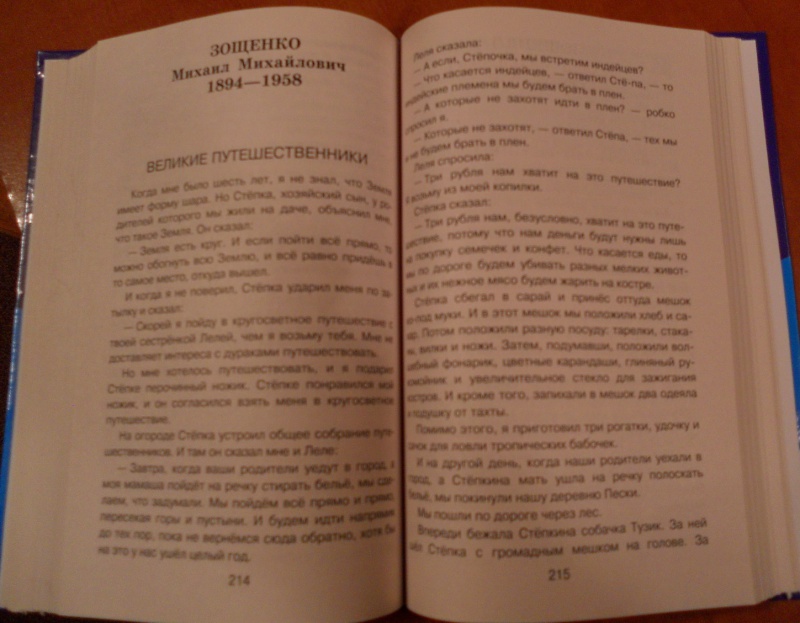 ЗОЩЕНКО
Михаил Михайлович
1894—1958
ВЕЛИКИЕ ПУТЕШЕСТВЕННИКИ
Когда мне было шесть лет, я не знал, что Земля
имеет форму шара. Но Стёпка, хозяйский сын, у ро-
дителей которого мы жили на даче, объяснил мне,
что такое Земля. Он сказал:
— Земля есть круг. И если пойти всё прямо, то
можно обогнуть всю Землю, и всё равно придёшь в
то самое место, откуда вышел.
И когда я не поверил, Стёпка ударил меня по за-
тылку и сказал:
— Скорей я пойду в кругосветное путешествие с
твоей сестрёнкой Лелей, чем я возьму тебя. Мне не
доставляет интереса с дураками путешествовать.
Но мне хотелось путешествовать, и я подарил
Стёпке перочинный ножик. Стёпке понравился мой
ножик, и он согласился взять меня в кругосветное
путешествие.
На огороде Стёпка устроил общее собрание путе-
шественников. И там он сказал мне и Леле:
— Завтра, когда ваши родители уедут в город, а
моя мамаша пойдёт на речку стирать бельё, мы сде-
лаем, что задумали. Мы пойдём всё прямо и прямо,
пересекая горы и пустыни. И будем идти напрямик
до тех пор, пока не вернёмся сюда обратно, хотя бы
на это у нас ушёл целый год.
214
Леля сказала:
— А если, Стёпочка, мы встретим индейцев?
— Что касается индейцев, — ответил Стё-па, — то
индейские племена мы будем брать в плен.
— А которые не захотят идти в плен? — робко
спросил я.
— Которые не захотят, — ответил Стёпа, — тех мы
и не будем брать в плен.
Леля спросила:
— Три рубля нам хватит на это путешествие?
Я возьму из моей копилки.
Стёпка сказал:
— Три рубля нам, безусловно, хватит на это путе-
шествие, потому что нам деньги будут нужны лишь
на покупку семечек и конфет. Что касается еды, то
мы по дороге будем убивать разных мелких живот-
ных и их нежное мясо будем жарить на костре.
Стёпка сбегал в сарай и принёс оттуда мешок
из-под муки. И в этот мешок мы положили хлеб и са-
хар. Потом положили разную посуду: тарелки, стака-
ны, вилки и ножи. Затем, подумавши, положили вол-
шебный фонарик, цветные карандаши, глиняный ру-
комойник и увеличительное стекло для зажигания
костров. И кроме того, запихали в мешок два одеяла
и подушку от тахты.
Помимо этого, я приготовил три рогатки, удочку и
сачок для ловли тропических бабочек.
И на другой день, когда наши родители уехали в
город, а Стёпкина мать ушла на речку полоскать
бельё, мы покинули нашу деревню Пески.
Мы пошли по дороге через лес.
Впереди бежала Стёпкина собачка Тузик. За ней
шёл Стёпка с громадным мешком на голове. За
215